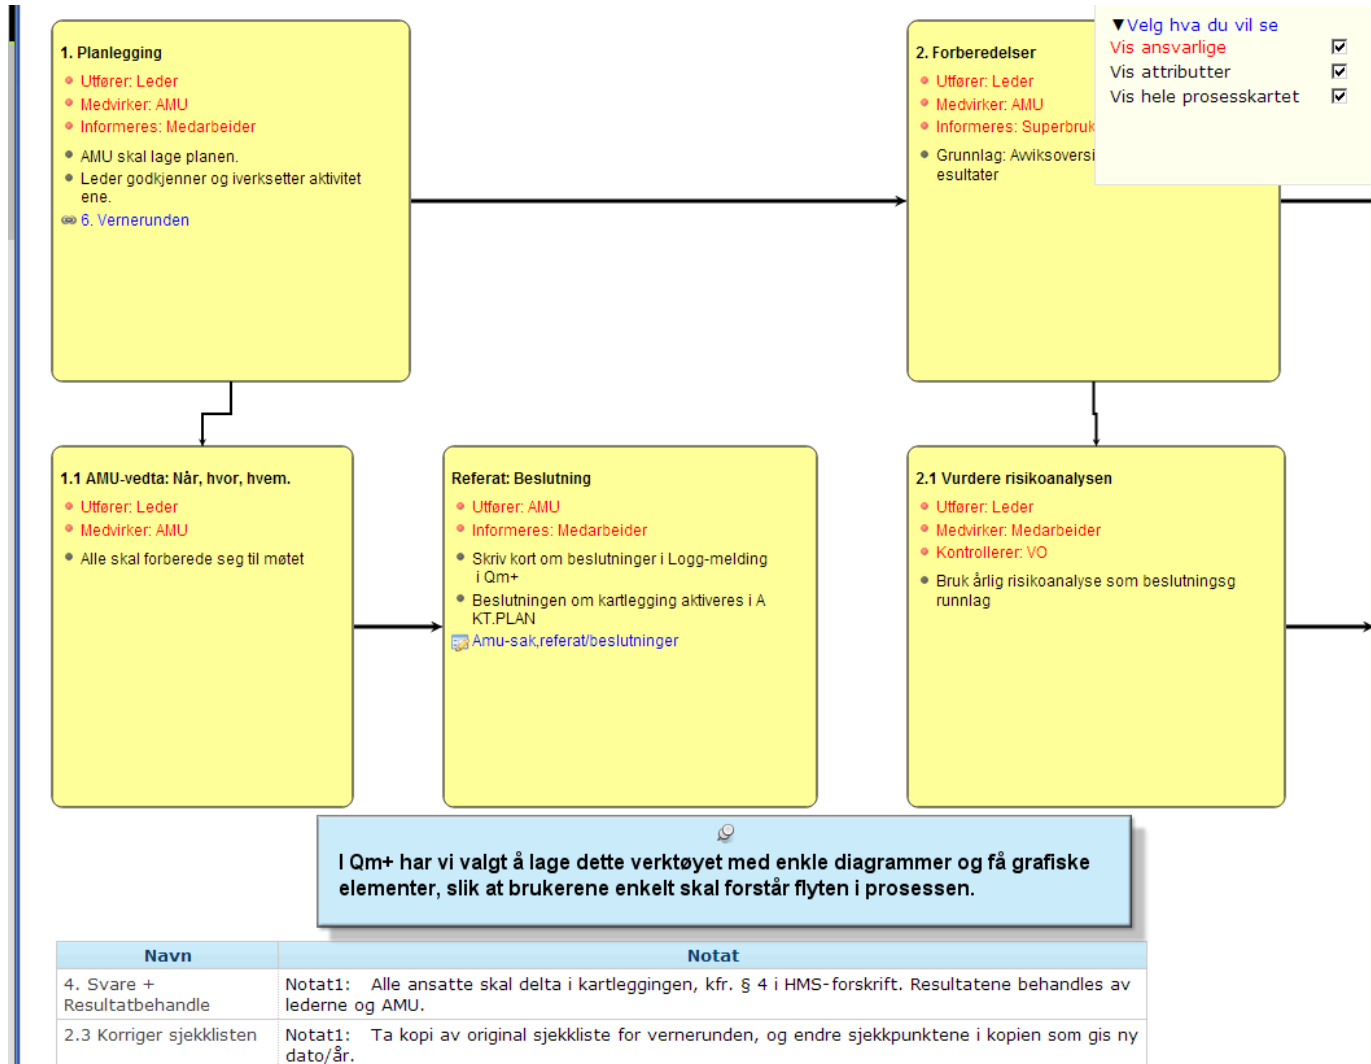 1. Planlegging
Utfører: Leder
Medvirker: AMU
Informeres: Medarbeider
AMU skal lage planen.
Leder godkjenner og iverksetter aktivitet
ene.
6. Vernerunden
2. Forberedelser
Utfører: Leder
Medvirker: AMU
Informeres: Superbruk
Grunnlag: Avviksoversi
esultater
▼Velg hva du vil se
Vis ansvarlige
Vis attributter
Vis hele prosesskartet
1.1 AMU-vedta: Når, hvor, hvem.
Utfører: Leder
Medvirker: AMU
Alle skal forberede seg til møtet
Referat: Beslutning
Utfører: AMU
Informeres: Medarbeider
Skriv kort om beslutninger i Logg-melding
i Qm+
Beslutningen om kartlegging aktiveres i A
KT.PLAN
Amu-sak,referat/beslutninger
2.1 Vurdere risikoanalysen
Utfører: Leder
Medvirker: Medarbeider
Kontrollerer: VO
Bruk årlig risikoanalyse som beslutningsg
runnlag
I Qm+ har vi valgt å lage dette verktøyet med enkle diagrammer og få grafiske
elementer, slik at brukerene enkelt skal forstår flyten i prosessen.
Navn Notat
4. Svare +
Resultatbehandle
Notat1: Alle ansatte skal delta i kartleggingen, kfr. § 4 i HMS-forskrift. Resultatene behandles av
lederne og AMU.
2.3 Korriger sjekklisten
Notat1: Ta kopi av original sjekkliste for vernerunden, og endre sjekkpunktene i kopien som gis ny
dato/år.